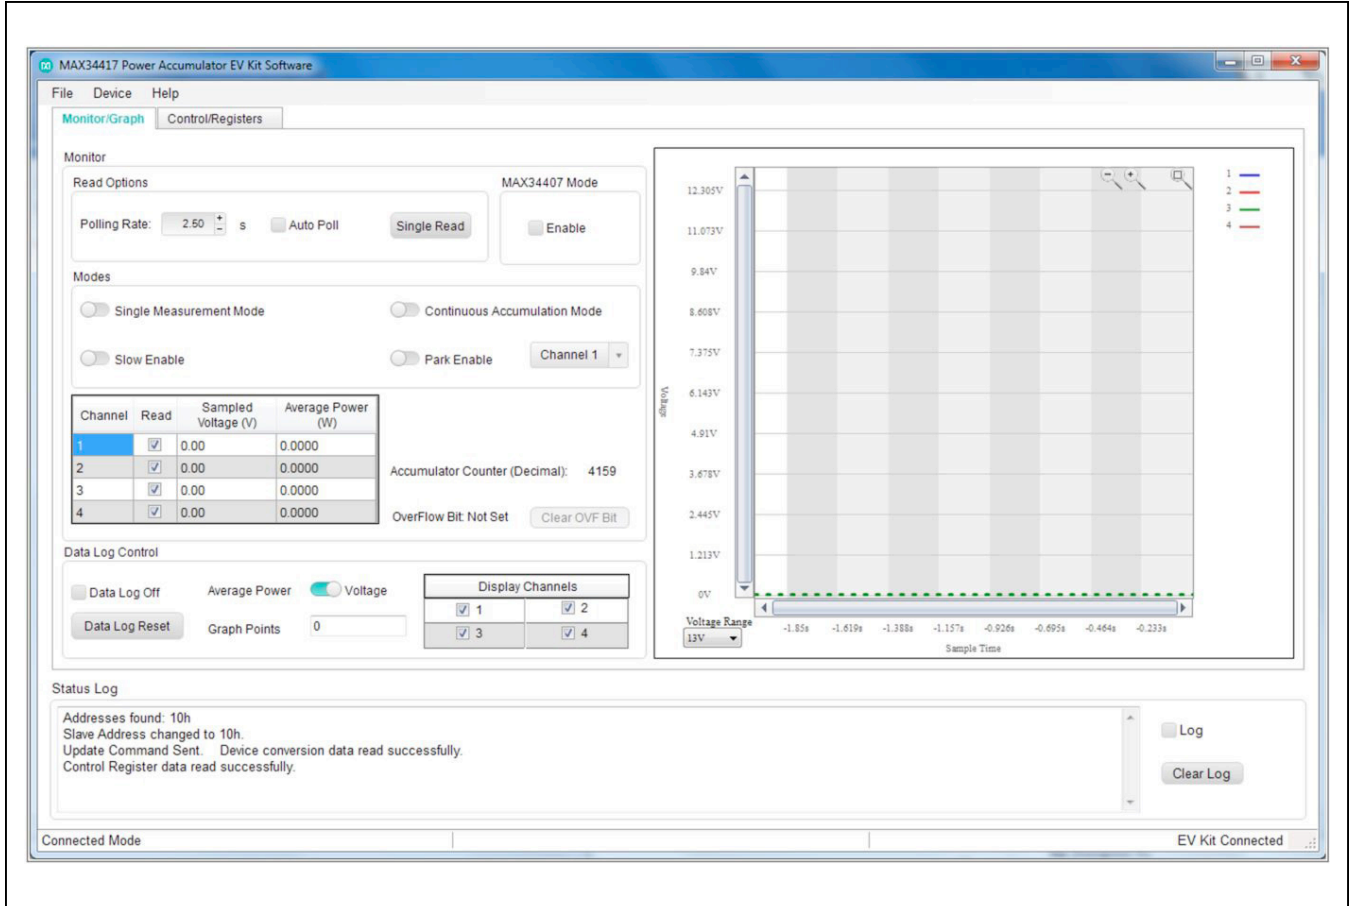 MAX34417 Power Accumulator EV Kit Software
File Device Help
Monitor/Graph Control/Registers
Monitor
Read Options
MAX34407 Mode
Polling Rate: 2.50 s Auto Poll Single Read
Enable
Modes
Single Measurement Mode Continuous Accumulation Mode
Slow Enable Park Enable Channel 1
Channel Read Sampled Voltage (V) Average Power (W)
1 0.00 0.0000
2 0.00 0.0000
3 0.00 0.0000
4 0.00 0.0000
Accumulator Counter (Decimal): 4159
OverFlow Bit: Not Set Clear OVF Bit
Data Log Control
Data Log Off Average Power Voltage
Data Log Reset Graph Points 0
Display Channels
1 2
3 4
12.305V
11.073V
9.84V
8.608V
7.375V
6.143V
4.91V
3.678V
2.445V
1.213V
0V
Voltage
Voltage Range
13V
-1.85s -1.619s -1.388s -1.157s -0.926s -0.695s -0.464s -0.233s
Sample Time
1
2
3
4
Status Log
Addresses found: 10h
Slave Address changed to 10h.
Update Command Sent. Device conversion data read successfully.
Control Register data read successfully.
Log
Clear Log
Connected Mode EV Kit Connected